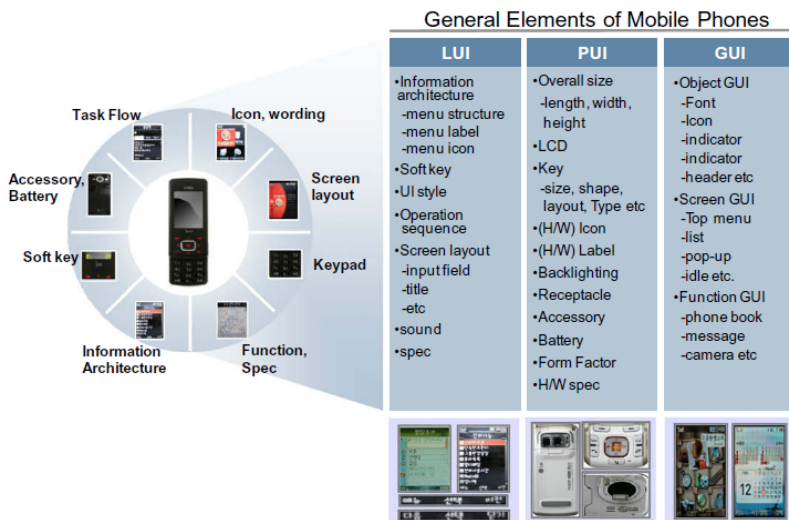 General Elements of Mobile Phones
Task Flow
Icon, wording
Accessory,
Battery
Screen
layout
Soft key
Keypad
Information
Architecture
Function,
Spec
LUI
•Information
architecture
-menu structure
-menu label
-menu icon
•Soft key
•UI style
•Operation
sequence
•Screen layout
-input field
-title
-etc
•sound
•spec
PUI
•Overall size
-length, width,
height
•LCD
•Key
-size, shape,
layout, Type etc
•(H/W) Icon
•(H/W) Label
•Backlighting
•Receptacle
•Accessory
•Battery
•Form Factor
•H/W spec
GUI
•Object GUI
-Font
-Icon
-indicator
-indicator
-header etc
•Screen GUI
-Top menu
-list
-pop-up
-idle etc.
•Function GUI
-phone book
-message
-camera etc
12